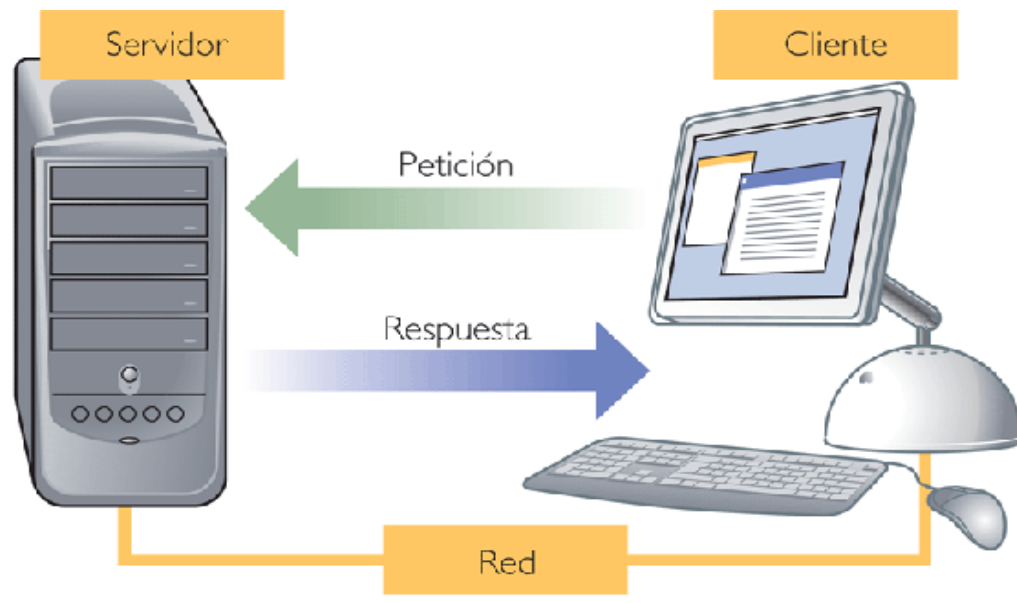 Servidor
Cliente
Petición
Respuesta
Red